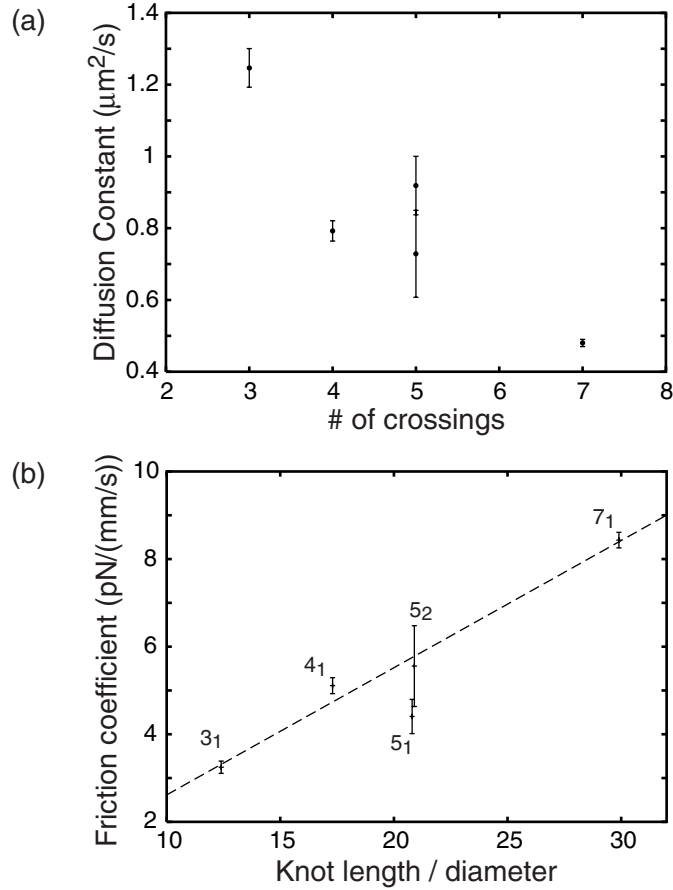 (a)
Diffusion Constant (µm²/s)
1.4
1.2
1
0.8
0.6
0.4
2 3 4 5 6 7 8
# of crossings
(b)
Friction coefficient (pN/(mm/s))
10
8
6
4
2
3₁
4₁
5₂
5₁
7₁
10 15 20 25 30
Knot length / diameter